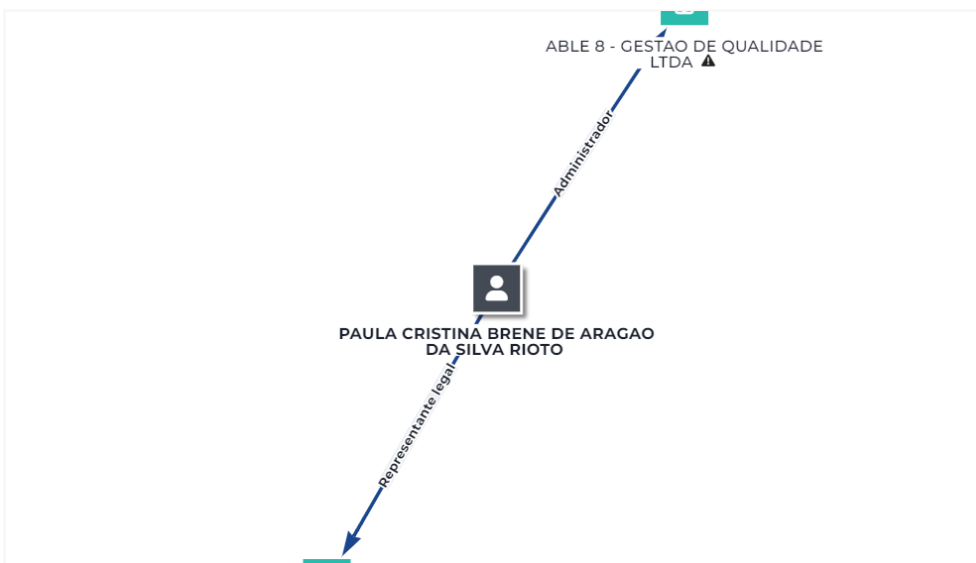 ABLE 8 - GESTAO DE QUALIDADE
LTDA
Administrador
PAULA CRISTINA BRENE DE ARAGAO
DA SILVA RIOTO
Representante legal